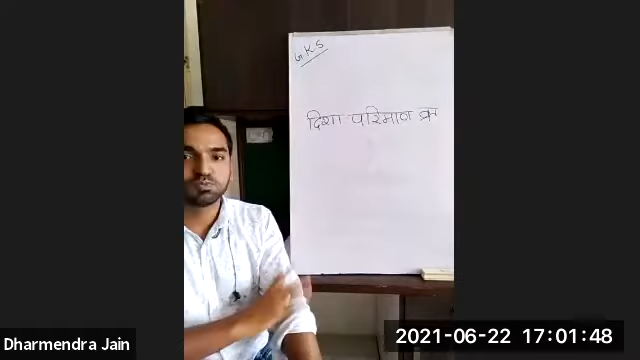 G.K.S
दिशा परिमाण व्र
Dharmendra Jain
2021-06-22 17:01:48